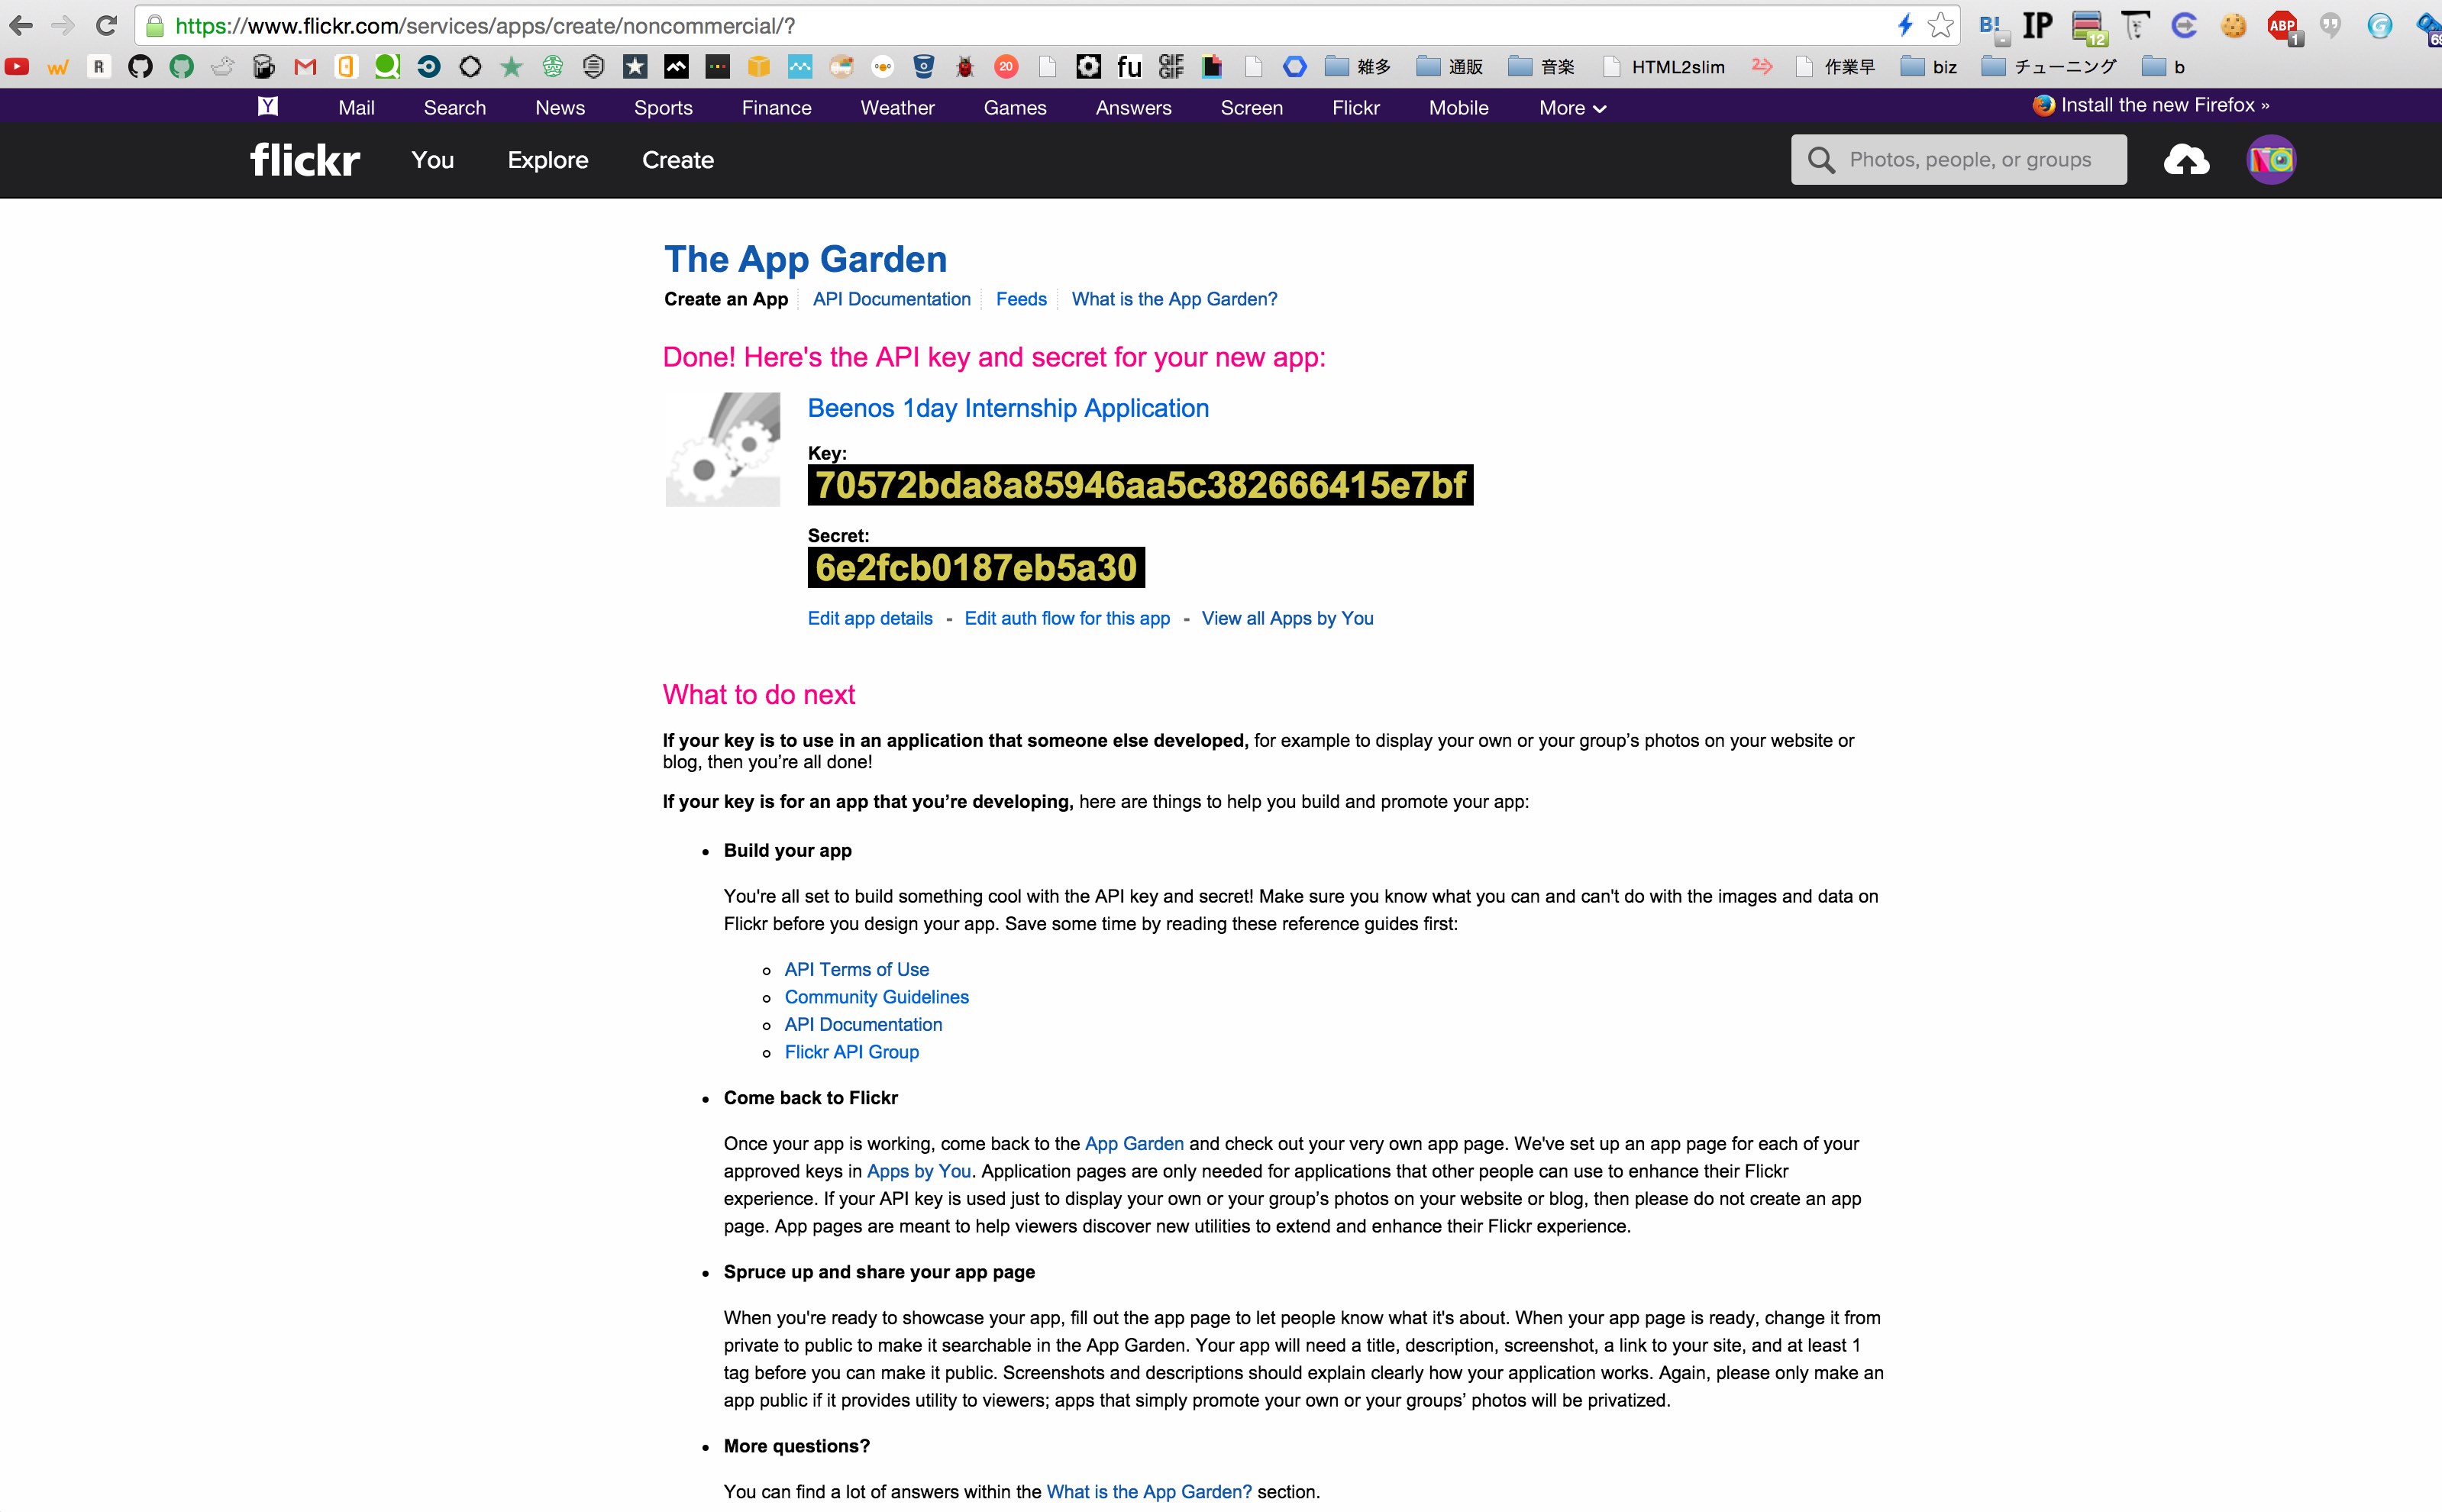 https://www.flickr.com/services/apps/create/noncommercial/?
B! IP 12 ABP 1 69
R 20 fu GIF GIF 雑多 通販 音楽 HTML2slim 作業早 biz チューニング b
Y Mail Search News Sports Finance Weather Games Answers Screen Flickr Mobile More Install the new Firefox »
flickr You Explore Create Photos, people, or groups
The App Garden
Create an App API Documentation Feeds What is the App Garden?
Done! Here's the API key and secret for your new app:
Beenos 1day Internship Application
Key:
70572bda8a85946aa5c382666415e7bf
Secret:
6e2fcb0187eb5a30
Edit app details - Edit auth flow for this app - View all Apps by You
What to do next
If your key is to use in an application that someone else developed, for example to display your own or your group’s photos on your website or
blog, then you’re all done!
If your key is for an app that you’re developing, here are things to help you build and promote your app:
• Build your app
You're all set to build something cool with the API key and secret! Make sure you know what you can and can't do with the images and data on
Flickr before you design your app. Save some time by reading these reference guides first:
API Terms of Use
Community Guidelines
API Documentation
Flickr API Group
• Come back to Flickr
Once your app is working, come back to the App Garden and check out your very own app page. We've set up an app page for each of your
approved keys in Apps by You. Application pages are only needed for applications that other people can use to enhance their Flickr
experience. If your API key is used just to display your own or your group’s photos on your website or blog, then please do not create an app
page. App pages are meant to help viewers discover new utilities to extend and enhance their Flickr experience.
• Spruce up and share your app page
When you're ready to showcase your app, fill out the app page to let people know what it's about. When your app page is ready, change it from
private to public to make it searchable in the App Garden. Your app will need a title, description, screenshot, a link to your site, and at least 1
tag before you can make it public. Screenshots and descriptions should explain clearly how your application works. Again, please only make an
app public if it provides utility to viewers; apps that simply promote your own or your groups’ photos will be privatized.
• More questions?
You can find a lot of answers within the What is the App Garden? section.